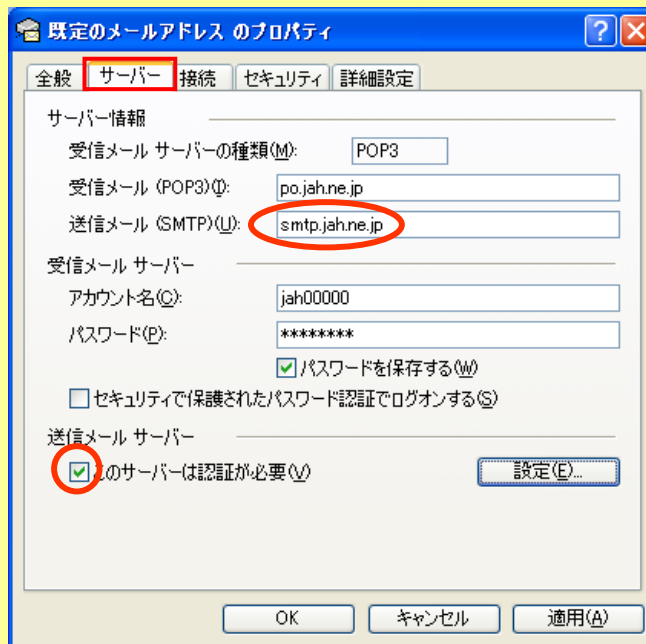 既定のメールアドレス のプロパティ
全般 サーバー 接続 セキュリティ 詳細設定
サーバー情報
受信メール サーバーの種類(M): POP3
受信メール (POP3)(I): po.jah.ne.jp
送信メール (SMTP)(U): smtp.jah.ne.jp
受信メール サーバー
アカウント名(C): jah00000
パスワード(P): ********
パスワードを保存する(W)
セキュリティで保護されたパスワード認証でログオンする(S)
送信メール サーバー
このサーバーは認証が必要(V) 設定(E)...
OK キャンセル 適用(A)